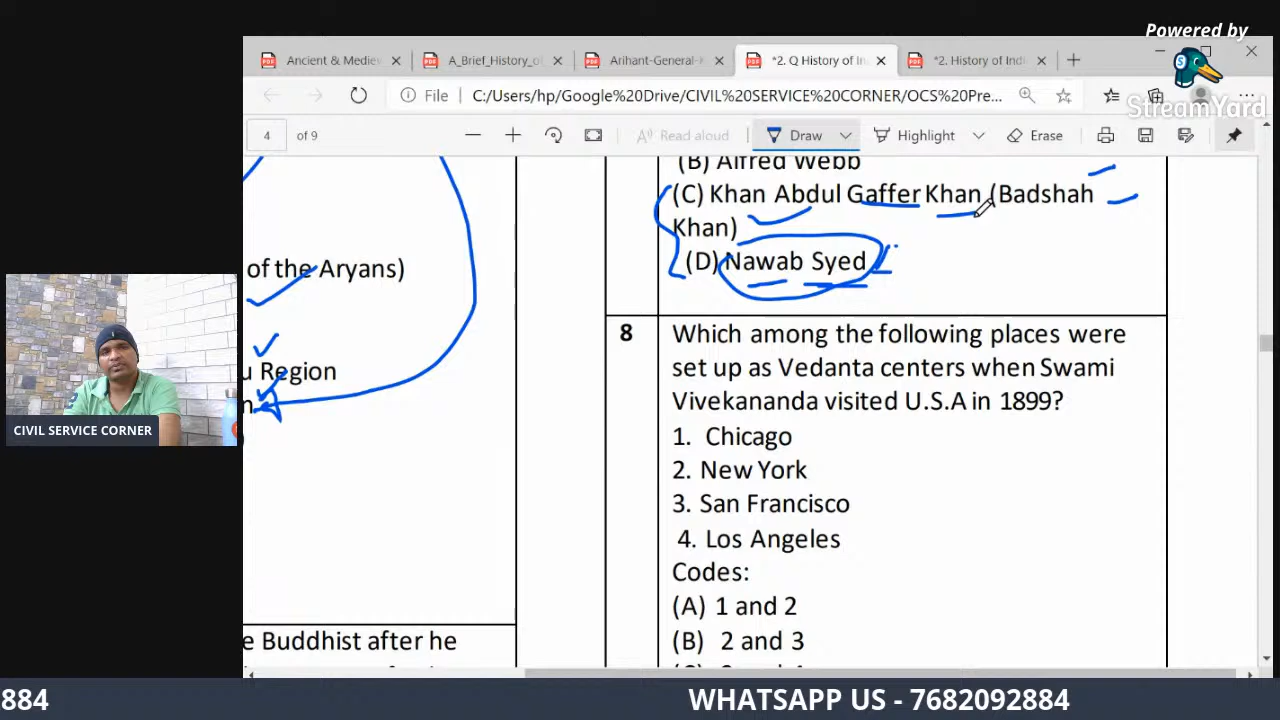 Powered by
StreamYard
Ancient & Mediev
A_Brief_History_of
Arihant-General-K
*2. Q History of In
*2. History of Indi
File
C:/Users/hp/Google%20Drive/CIVIL%20SERVICE%20CORNER/OCS%20Pre...
4
of 9
Read aloud
Draw
Highlight
Erase
of the Aryans)
u Region
e Buddhist after he
(B) Alfred Webb
(C) Khan Abdul Gaffer Khan (Badshah
Khan)
(D) Nawab Syed
8
Which among the following places were
set up as Vedanta centers when Swami
Vivekananda visited U.S.A in 1899?
1. Chicago
2. New York
3. San Francisco
4. Los Angeles
Codes:
(A) 1 and 2
(B) 2 and 3
CIVIL SERVICE CORNER
884
WHATSAPP US - 7682092884